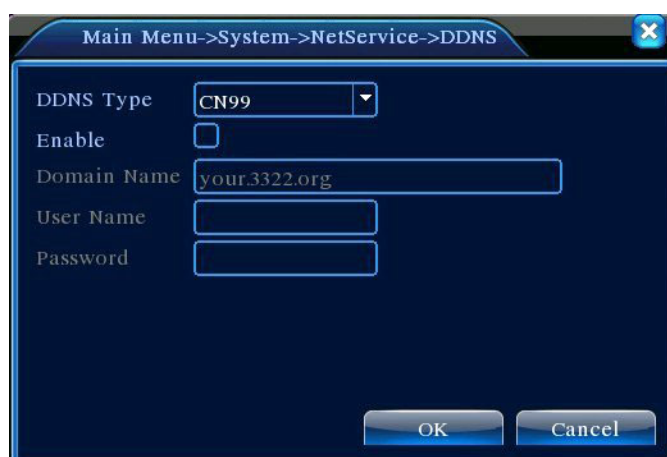 Main Menu->System->NetService->DDNS
DDNS Type CN99
Enable
Domain Name your.3322.org
User Name
Password
OK Cancel